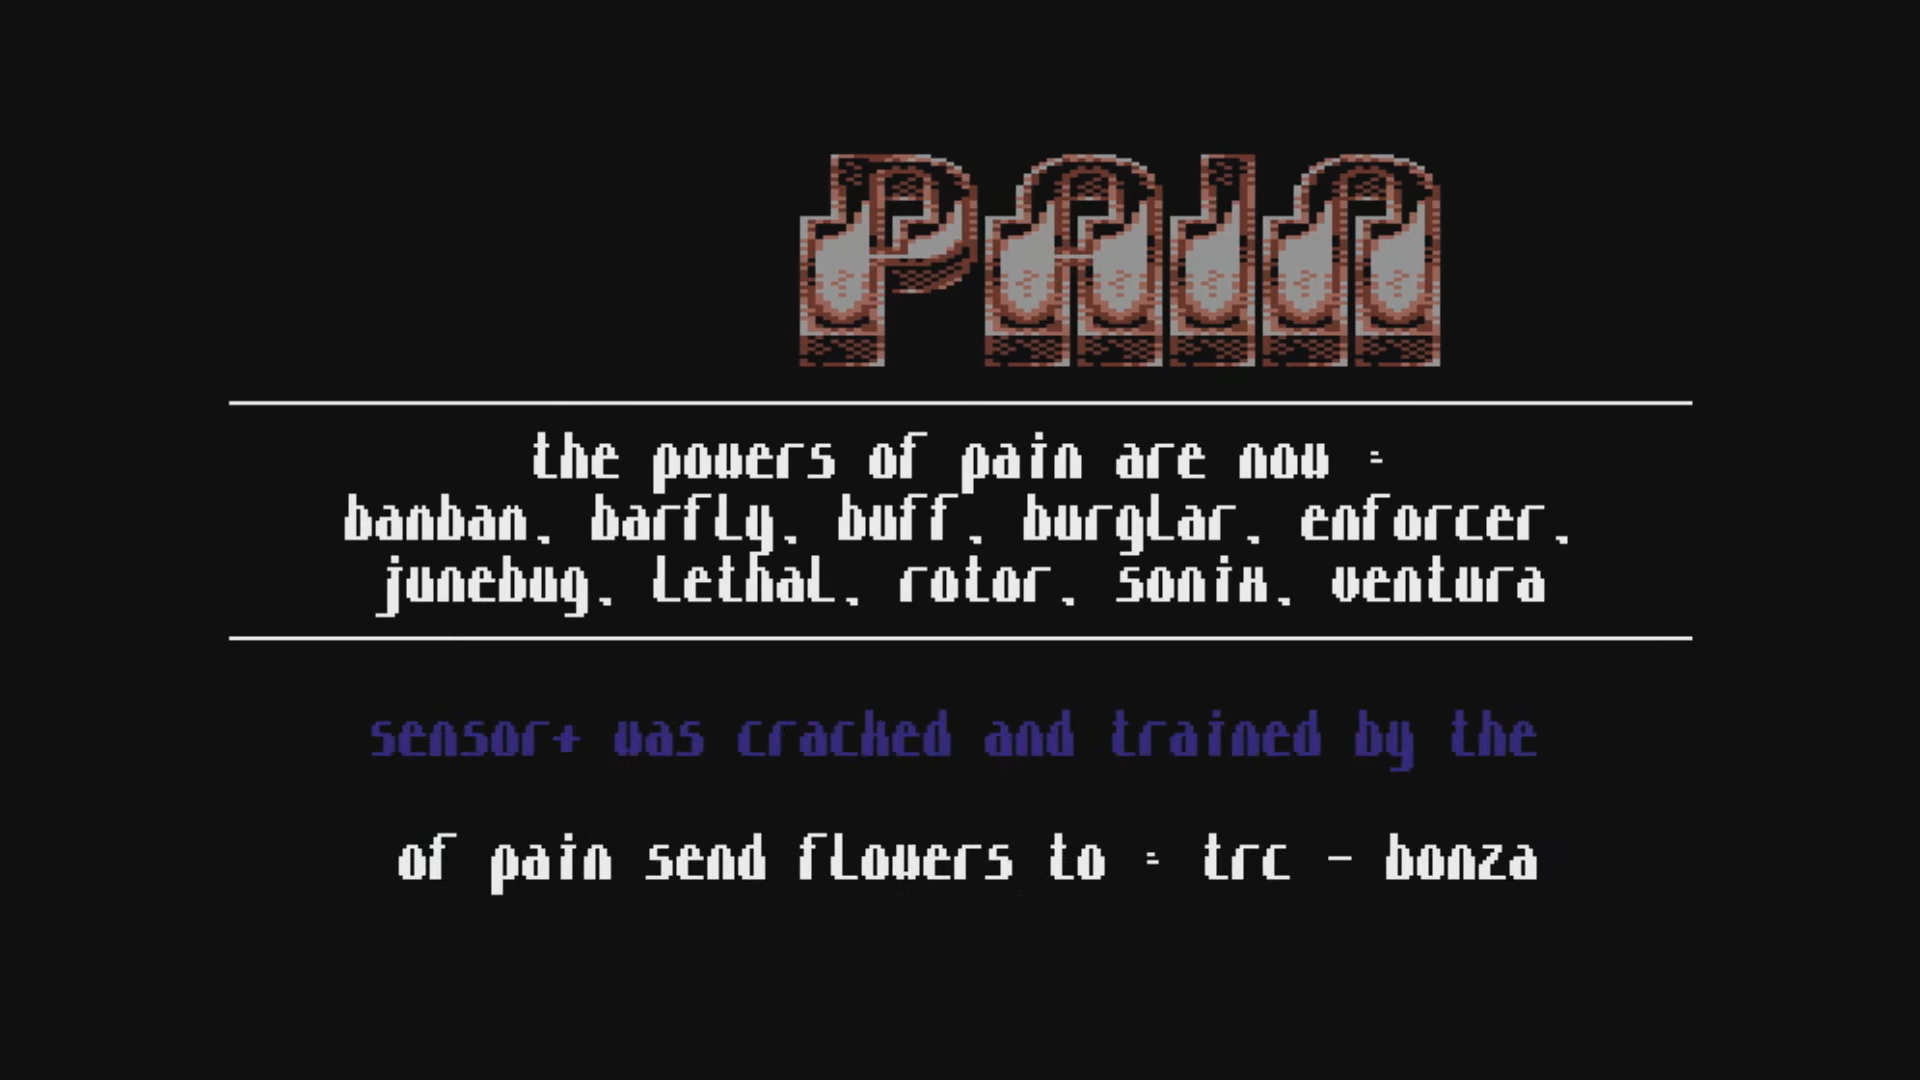 PAIN
the powers of pain are now :
banban, barfly, buff, burglar, enforcer,
junebug, lethal, rotor, sonix, ventura
sensor+ was cracked and trained by the
of pain send flowers to : trc - bonza